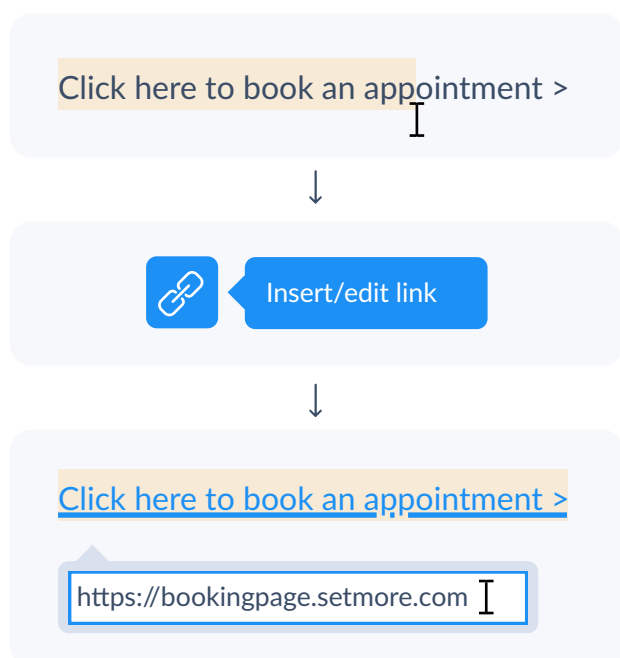 Click here to book an appointment >
Insert/edit link
Click here to book an appointment >
https://bookingpage.setmore.com